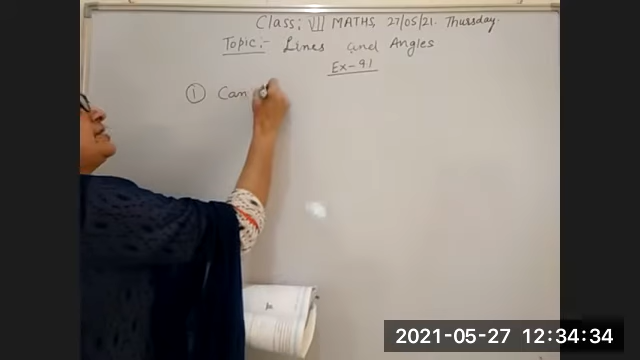 Class: VII MATHS, 27/05/21. Thursday.
Topic:- Lines and Angles
Ex-9.1
① Can
2021-05-27 12:34:34